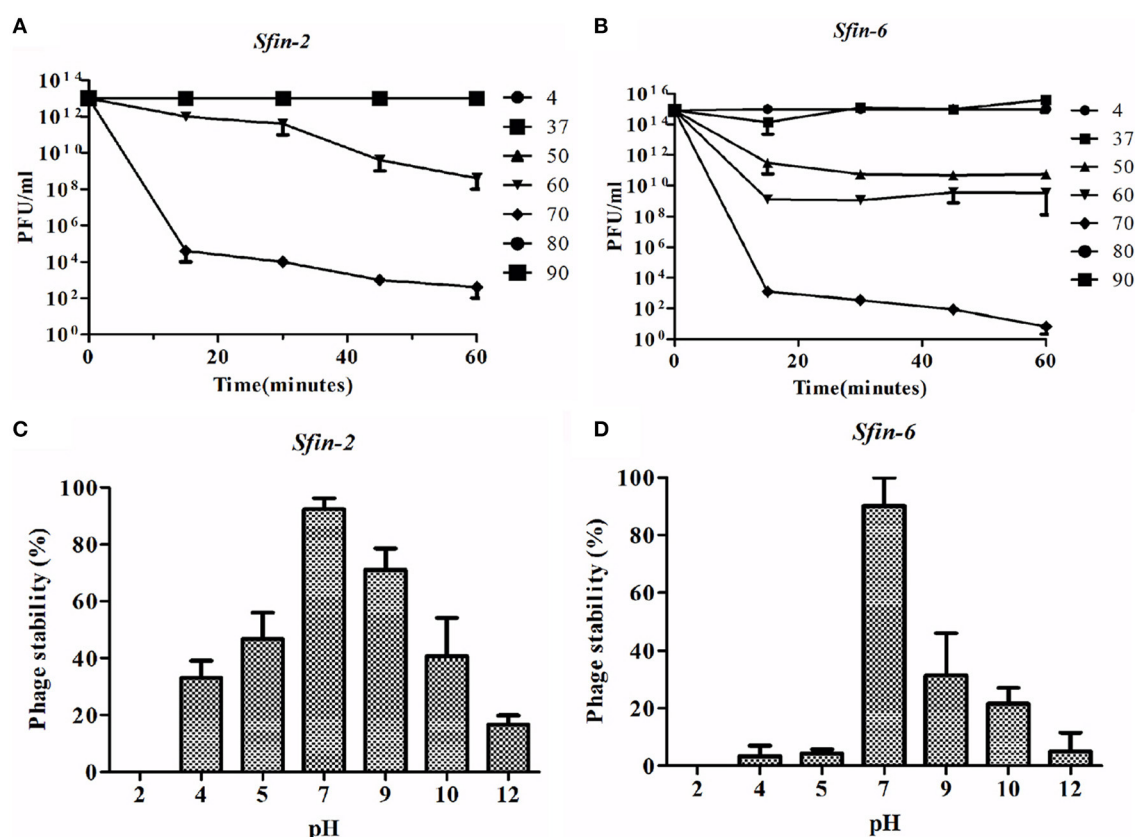 A
Sfin-2
PFU/ml
10^14
10^12
10^10
10^8
10^6
10^4
10^2
10^0
0 20 40 60
Time(minutes)
4
37
50
60
70
80
90
B
Sfin-6
PFU/ml
10^16
10^14
10^12
10^10
10^8
10^6
10^4
10^2
10^0
0 20 40 60
Time(minutes)
4
37
50
60
70
80
90
C
Sfin-2
Phage stability (%)
100
80
60
40
20
0
2 4 5 7 9 10 12
pH
D
Sfin-6
Phage stability (%)
100
80
60
40
20
0
2 4 5 7 9 10 12
pH